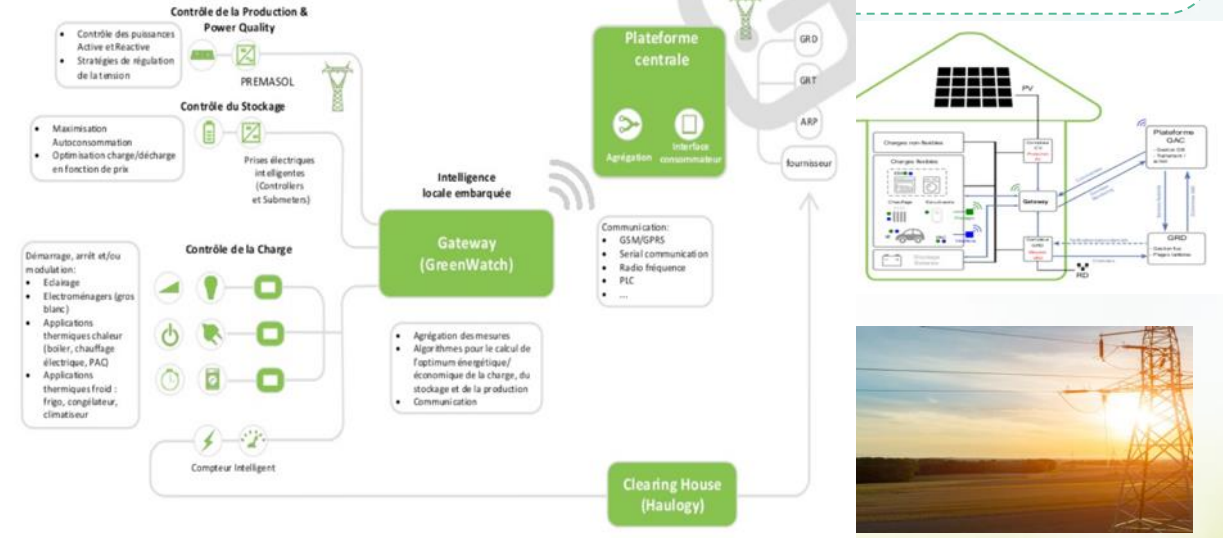 Contrôle de la Production &
Power Quality
• Contrôle des puissances
Active et Reactive
• Stratégies de régulation
de la tension
PREMASOL
Contrôle du Stockage
• Maximisation
Autoconsommation
• Optimisation charge/décharge
en fonction de prix
Prises électriques
intelligentes
(Controllers
et Submeters)
Intelligence
locale embarquée
Gateway
(GreenWatch)
Plateforme
centrale
Agrégation
Interface
consommateur
GRD
GRT
ARP
fournisseur
Communication:
• GSM/GPRS
• Serial communication
• Radio fréquence
• PLC
• ....
Contrôle de la Charge
Démarrage, arrêt et/ou
modulation:
• Eclairage
• Electroménagers (gros
blanc)
• Applications
thermiques chaleur
(boiler, chauffage
électrique, PAC)
• Applications
thermiques froid :
frigo, congélateur,
climatiseur
• Agrégation des mesures
• Algorithmes pour le calcul de
l'optimum énergétique/
économique de la charge, du
stockage et de la production
• Communication
Compteur Intelligent
Clearing House
(Haulogy)
PV
Charges non-flexibles
Charges flexibles
Chauffage
Gateway
Plateforme
GAC
GRD
RD